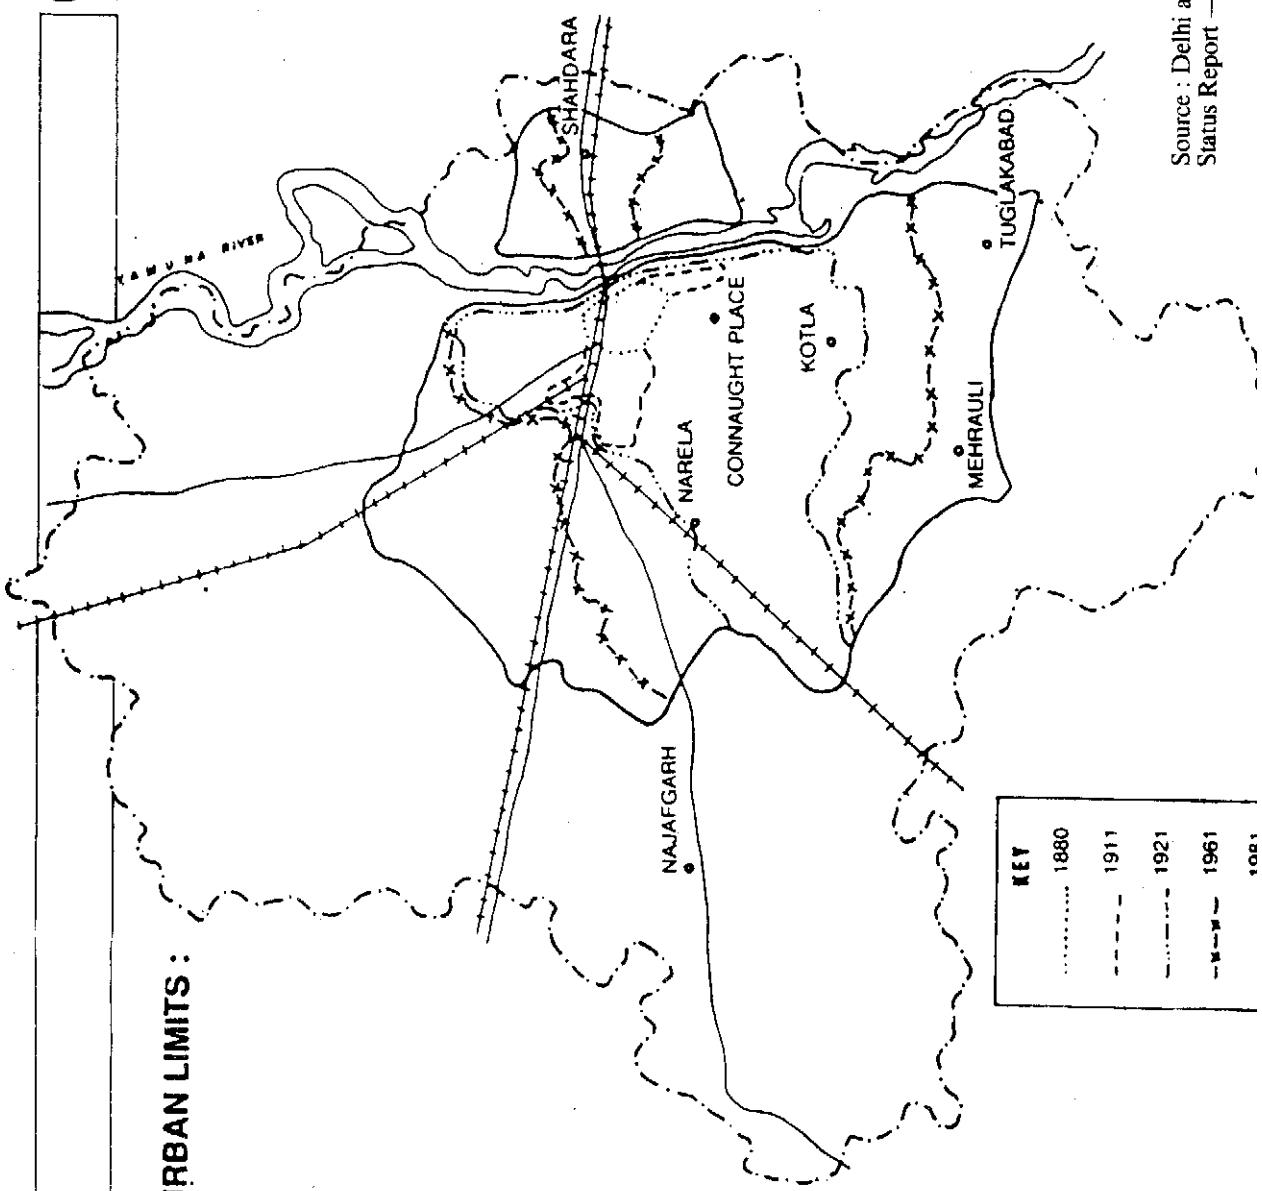 URBAN LIMITS :
YAMUNA RIVER
SHAHDARA
CONNAUGHT PLACE
KOTLA
TUGLAKABAD
NARELA
MEHRAULI
NAJAFGARH
KEY
1880
1911
1921
1961
1981
Source : Delhi a
Status Report —